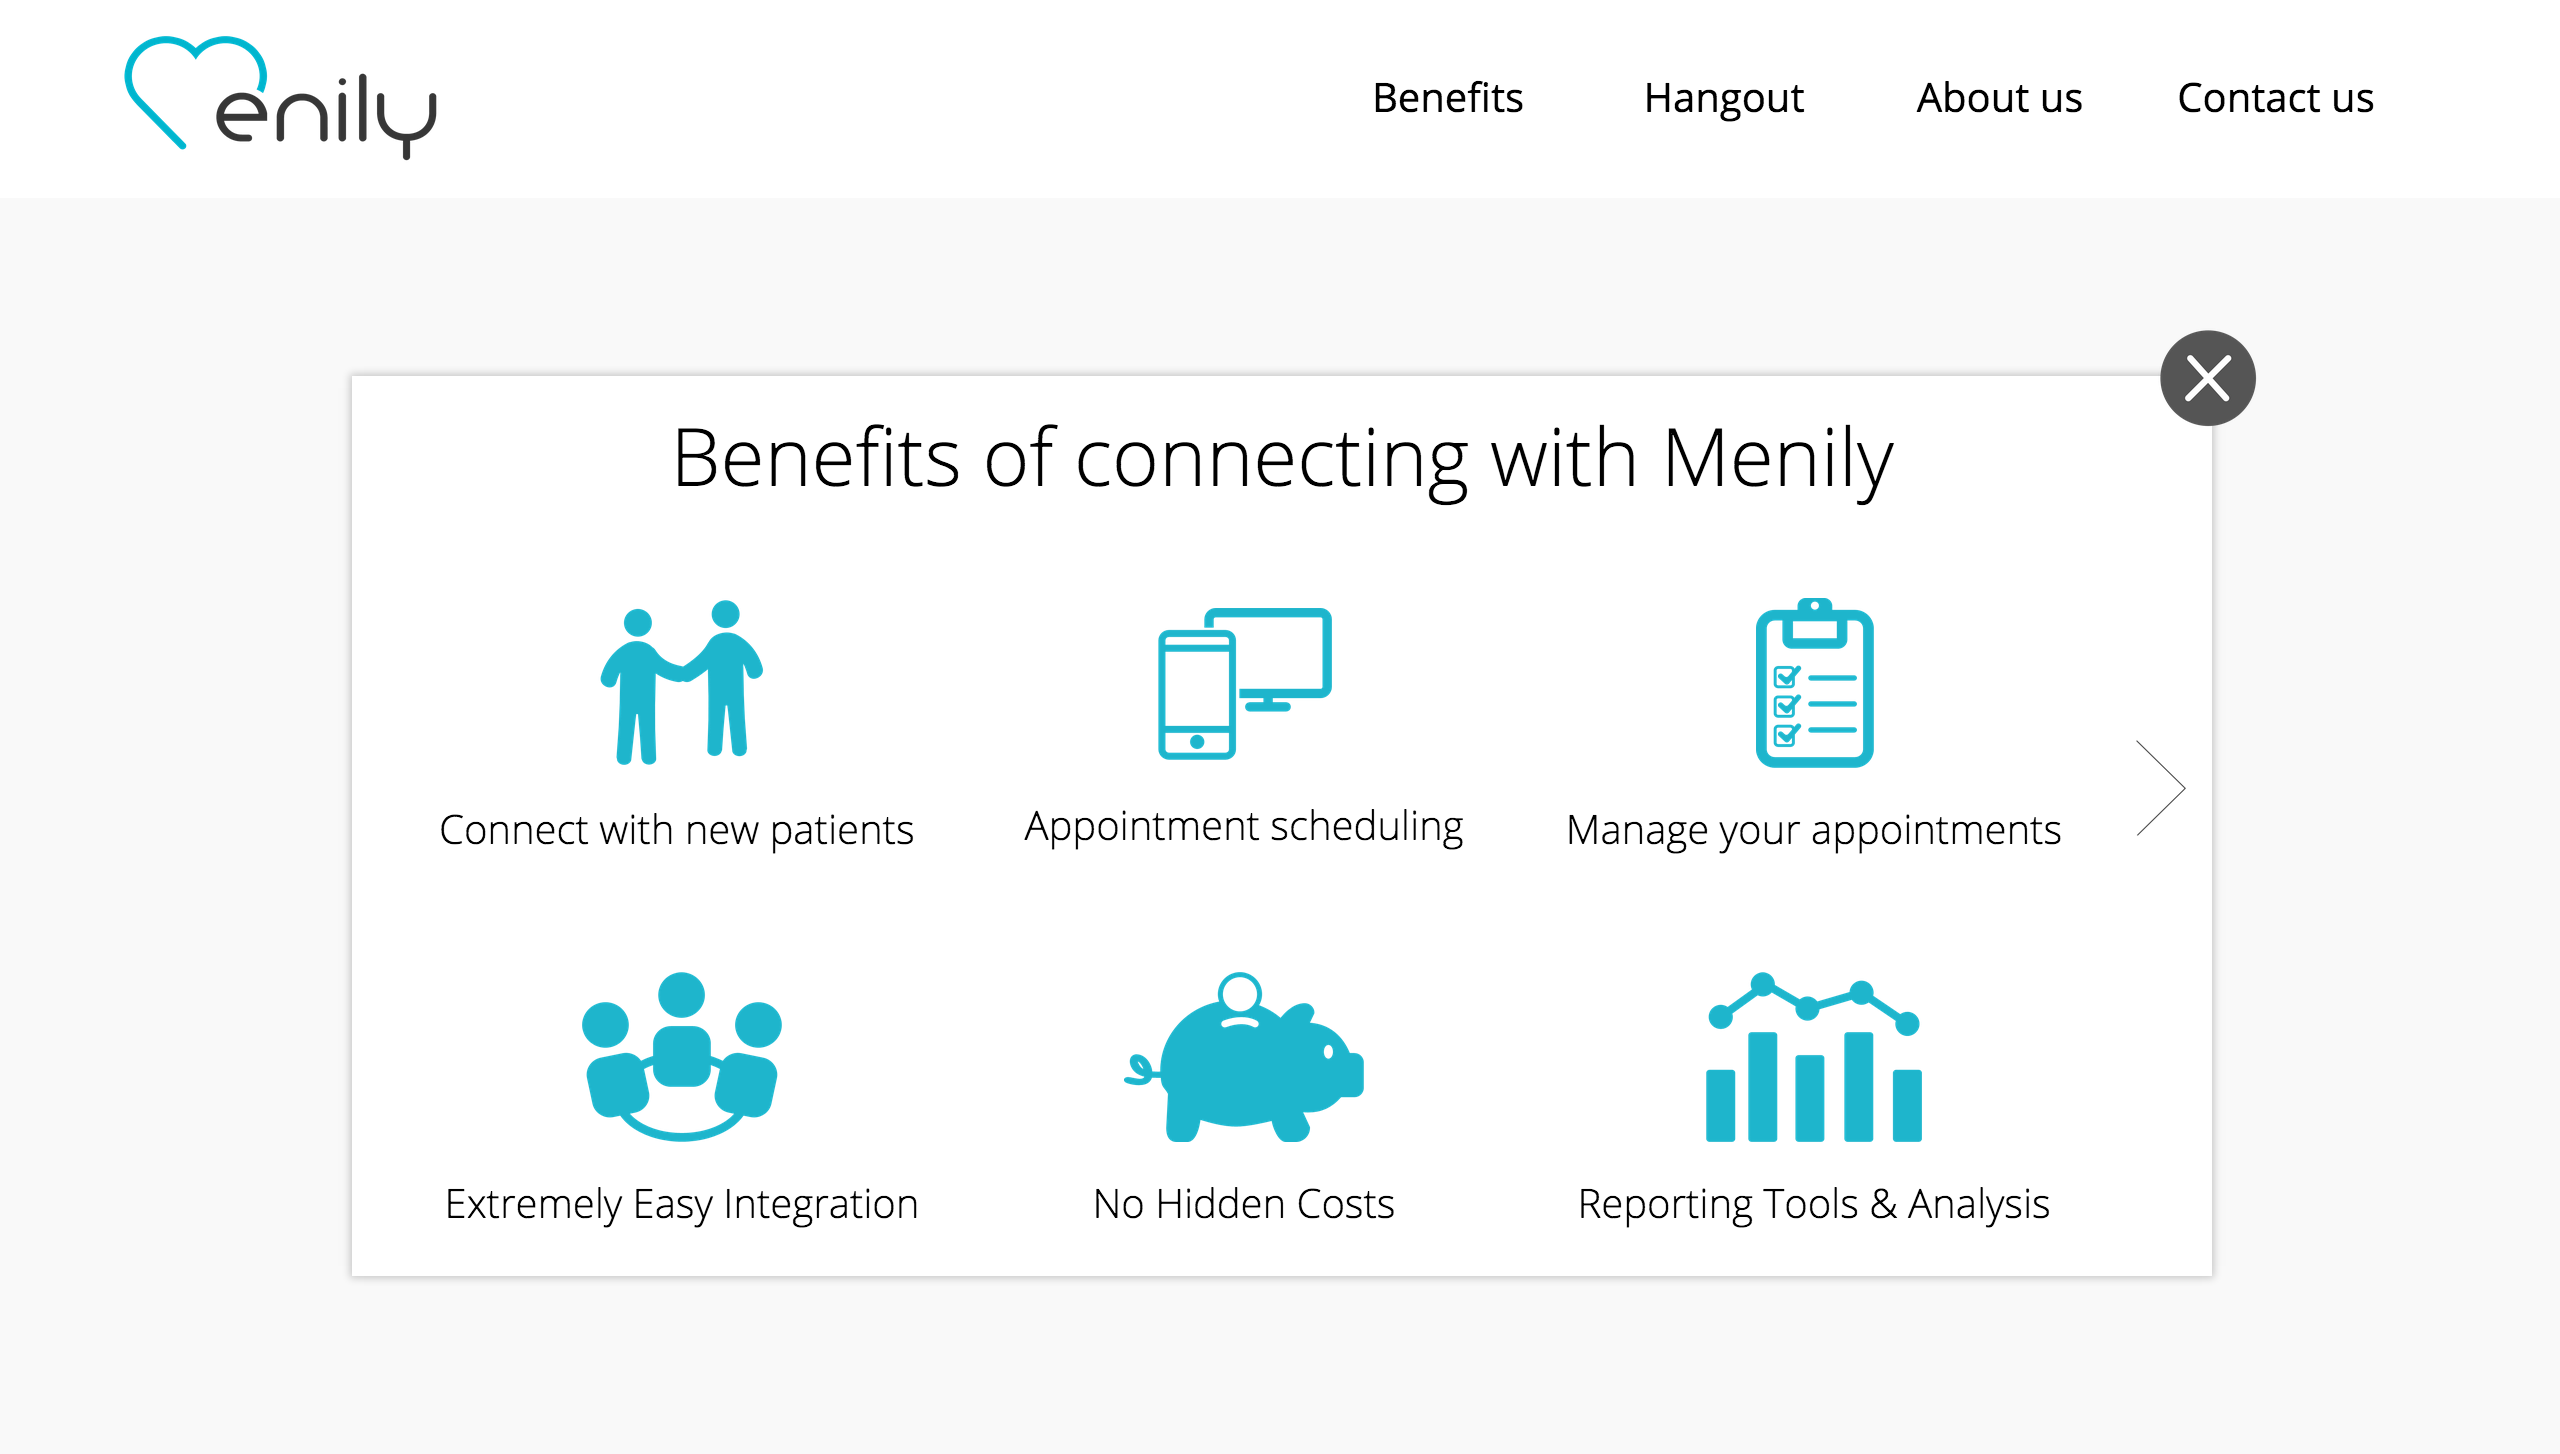 Menily
Benefits
Hangout
About us
Contact us
Benefits of connecting with Menily
Connect with new patients
Appointment scheduling
Manage your appointments
Extremely Easy Integration
No Hidden Costs
Reporting Tools & Analysis